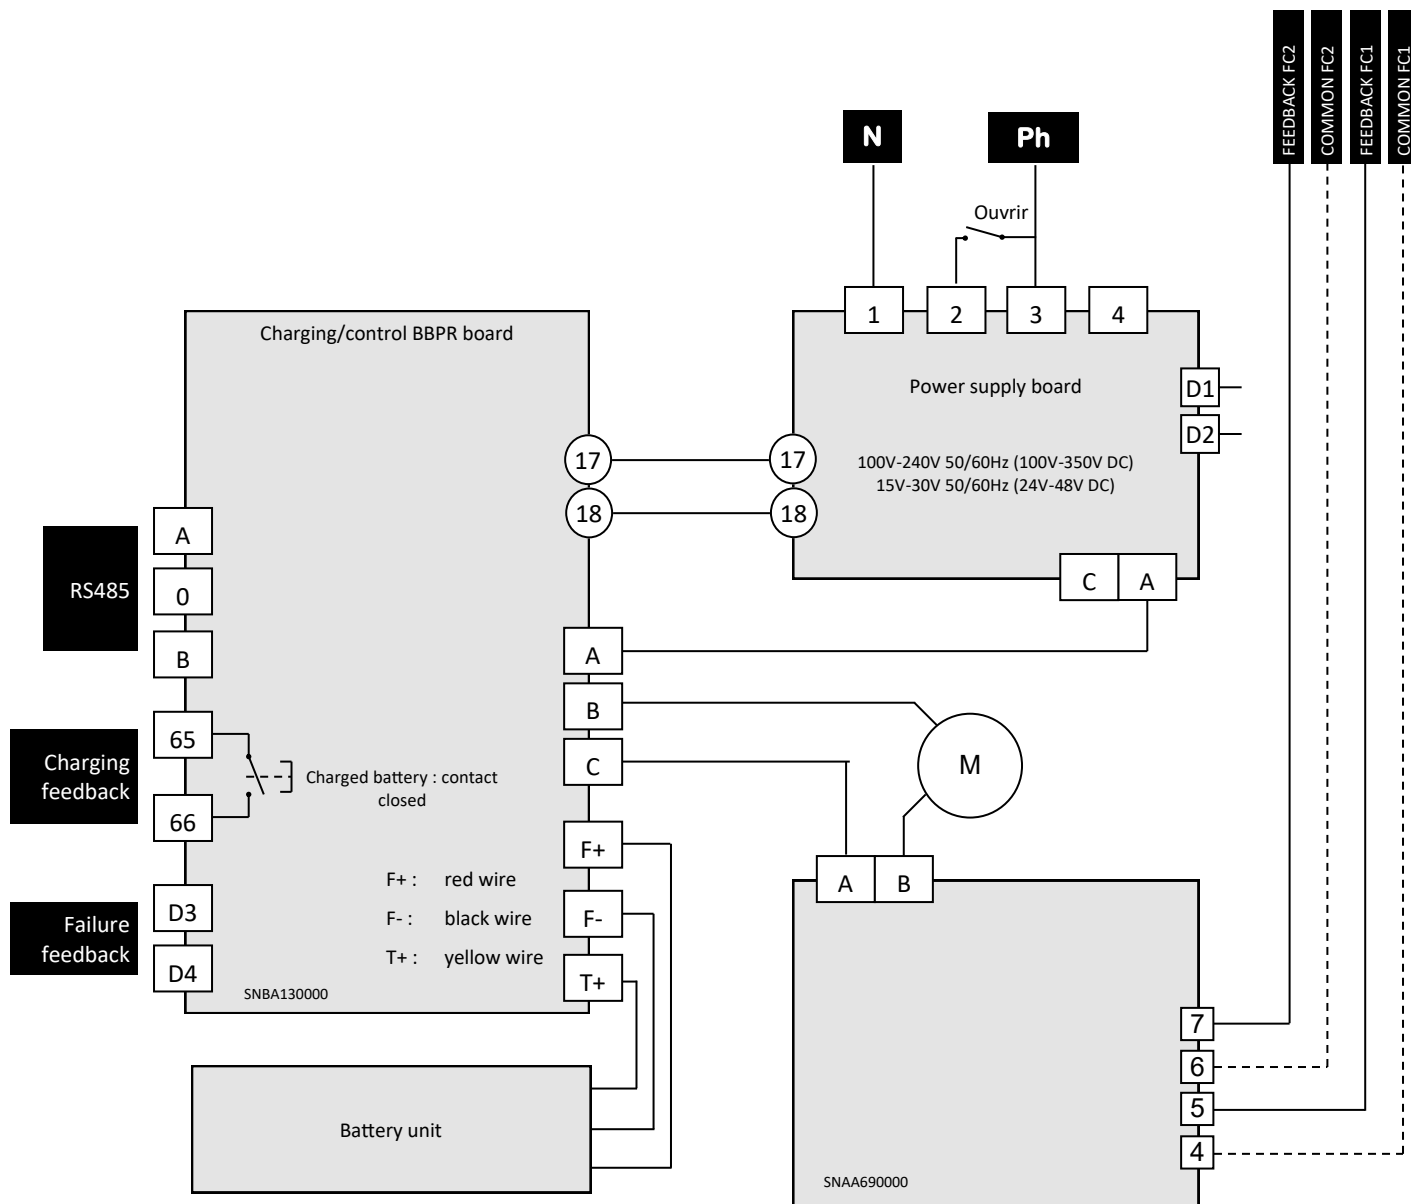 FEEDBACK FC2
COMMON FC2
FEEDBACK FC1
COMMON FC1
N
Ph
Ouvrir
1
2
3
4
Charging/control BBPR board
Power supply board
D1
D2
17
17
100V-240V 50/60Hz (100V-350V DC)
15V-30V 50/60Hz (24V-48V DC)
18
18
A
RS485
0
B
C
A
A
B
C
M
65
Charging
feedback
66
Charged battery : contact
closed
F+
F+ : red wire
F- : black wire
T+ : yellow wire
F-
T+
D3
Failure
feedback
D4
SNBA130000
A
B
7
6
5
4
Battery unit
SNAA690000